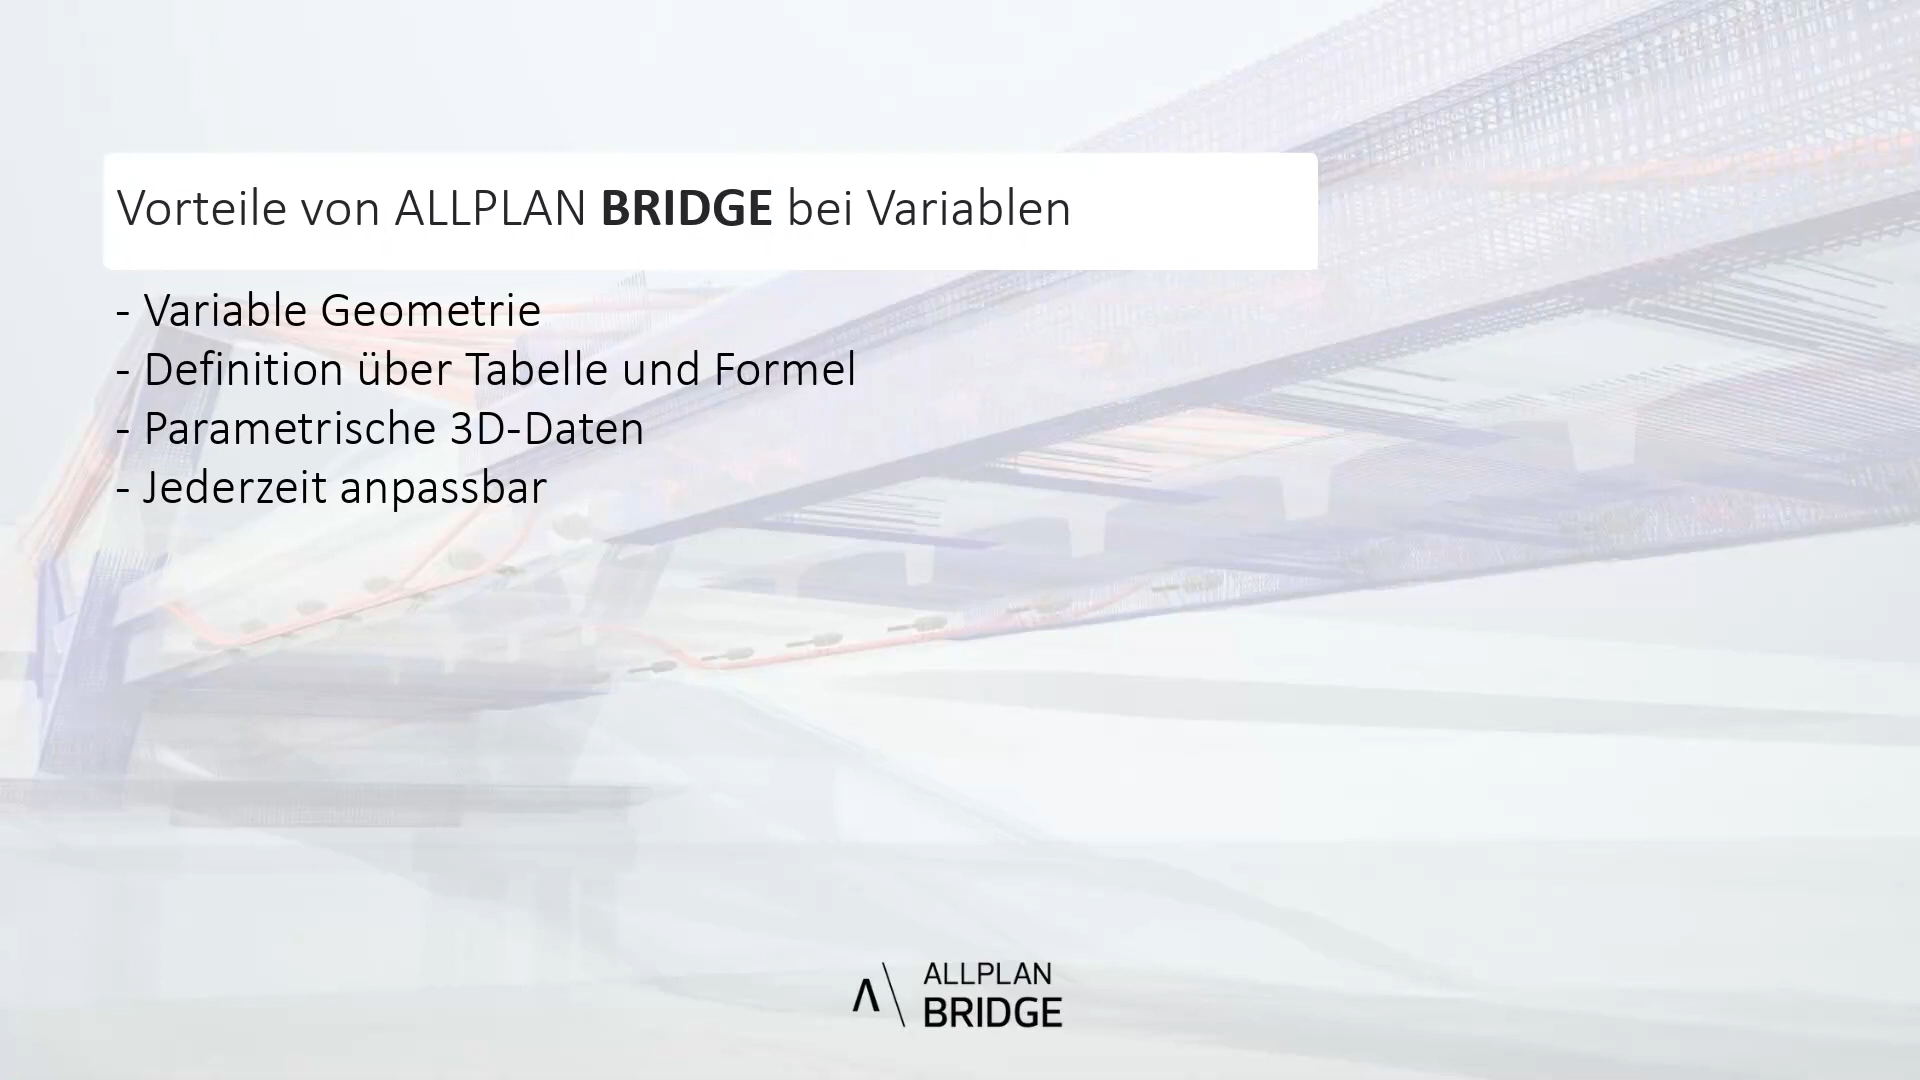 Vorteile von ALLPLAN BRIDGE bei Variablen
- Variable Geometrie
- Definition über Tabelle und Formel
- Parametrische 3D-Daten
- Jederzeit anpassbar
ALLPLAN
BRIDGE